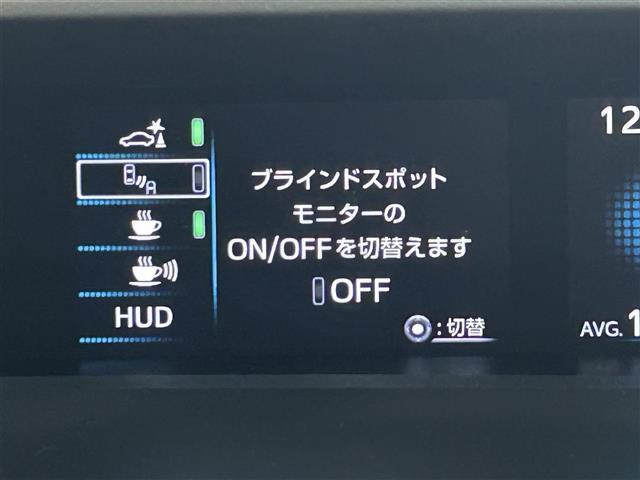 HUD
ブラインドスポット
モニターの
ON/OFFを切替えます
OFF
:切替
12
AVG.1